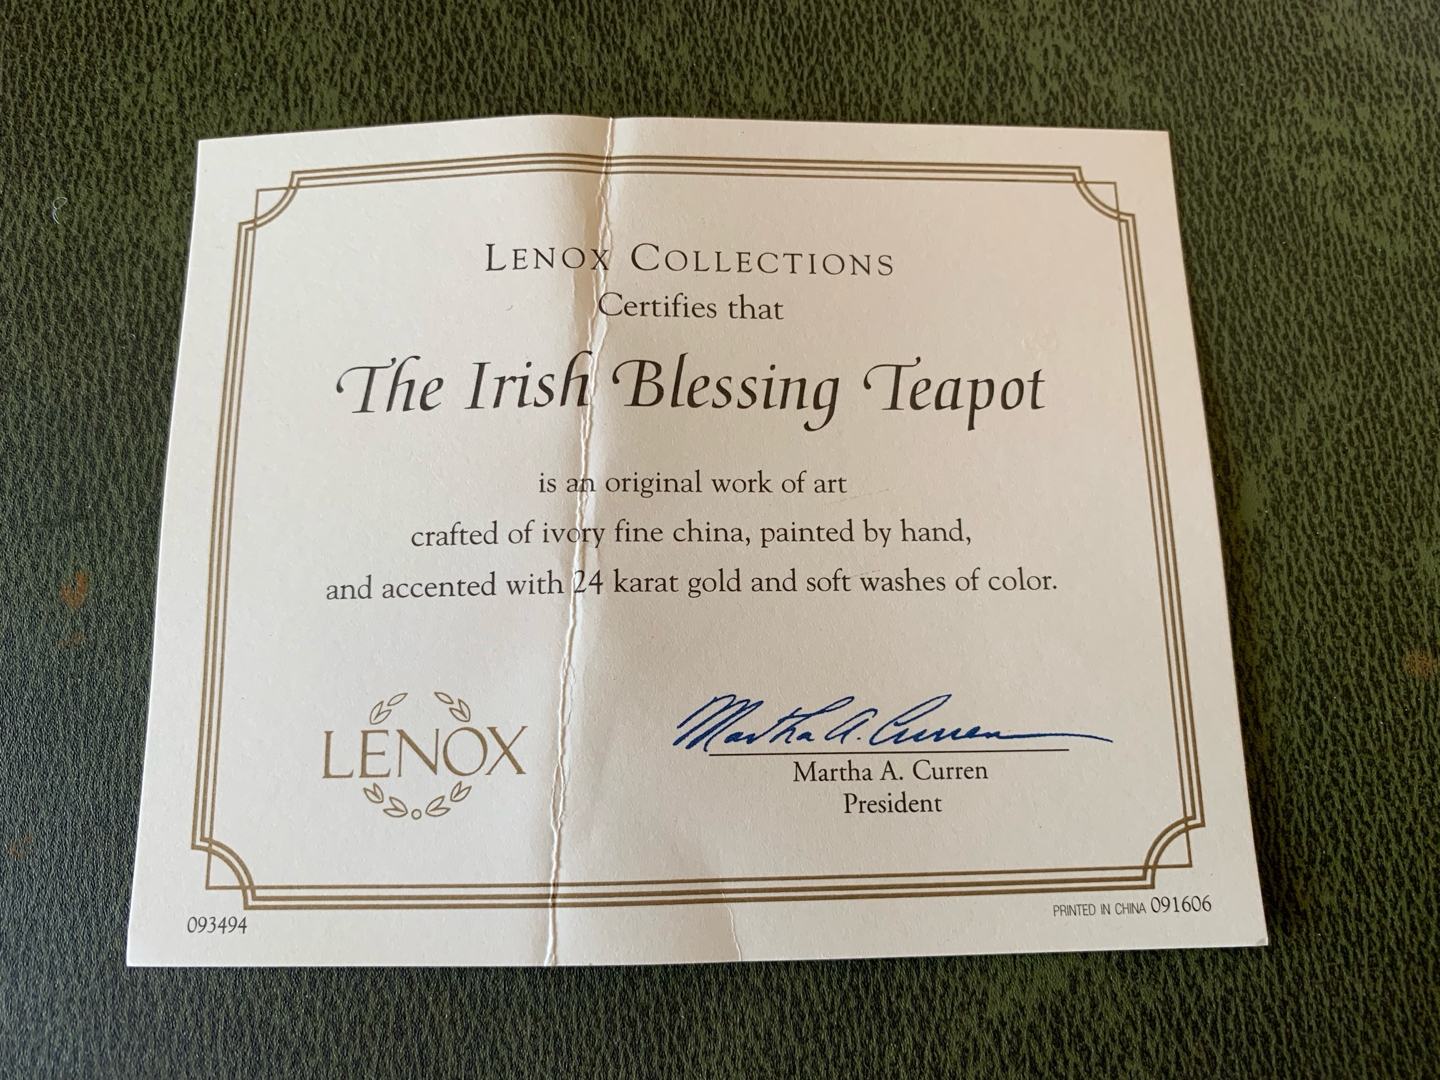 LENOX COLLECTIONS
Certifies that
The Irish Blessing Teapot
is an original work of art
crafted of ivory fine china, painted by hand,
and accented with 24 karat gold and soft washes of color.
LENOX
Martha A. Curren
Martha A. Curren
President
093494
PRINTED IN CHINA 091606